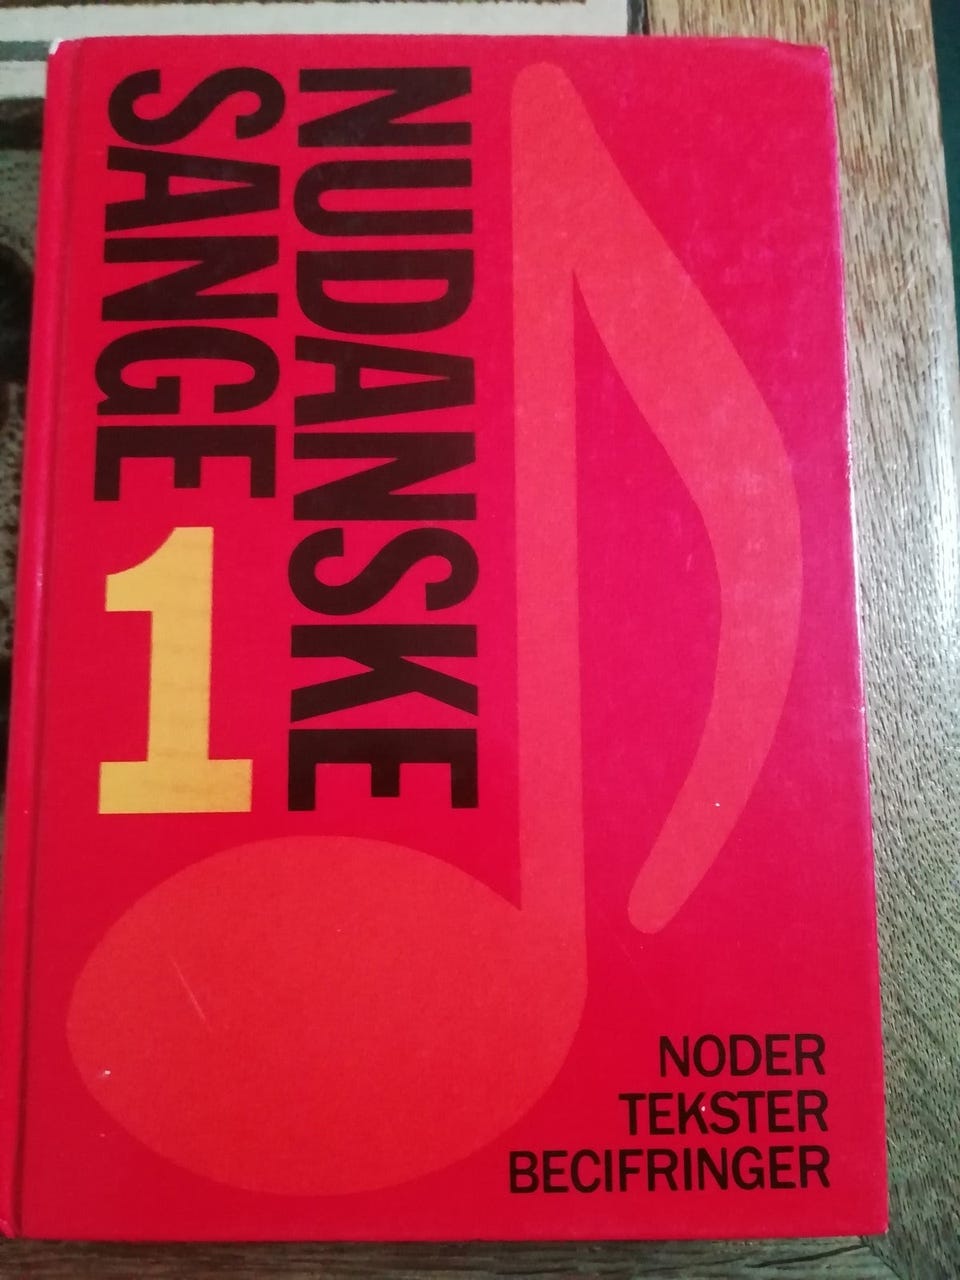 NUDANSKE
SANGE 1
NODER
TEKSTER
BECIFRINGER